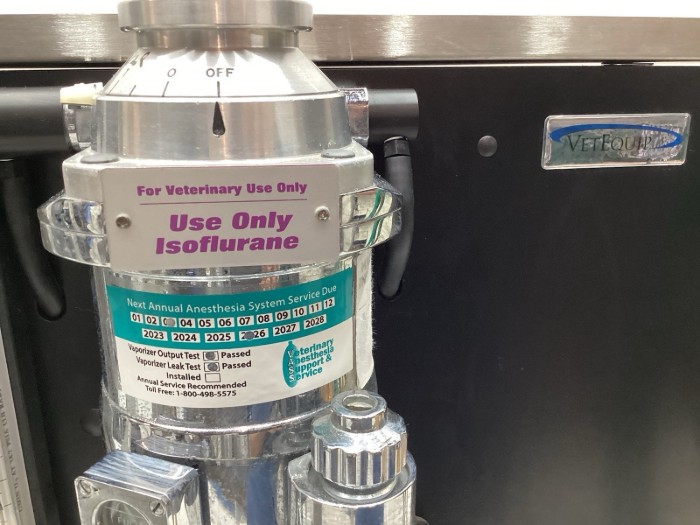 0 OFF
VETEQUIP
For Veterinary Use Only
Use Only
Isoflurane
Next Annual Anesthesia System Service Due
01 02 04 05 06 07 08 09 10 11 12
2023 2024 2025 2027 2028
Vaporizer Output Test Passed
Vaporizer Leak Test Passed
Installed
Annual Service Recommended
Toll Free: 1-800-498-5575
Veterinary
Anesthesia
Support &
Service